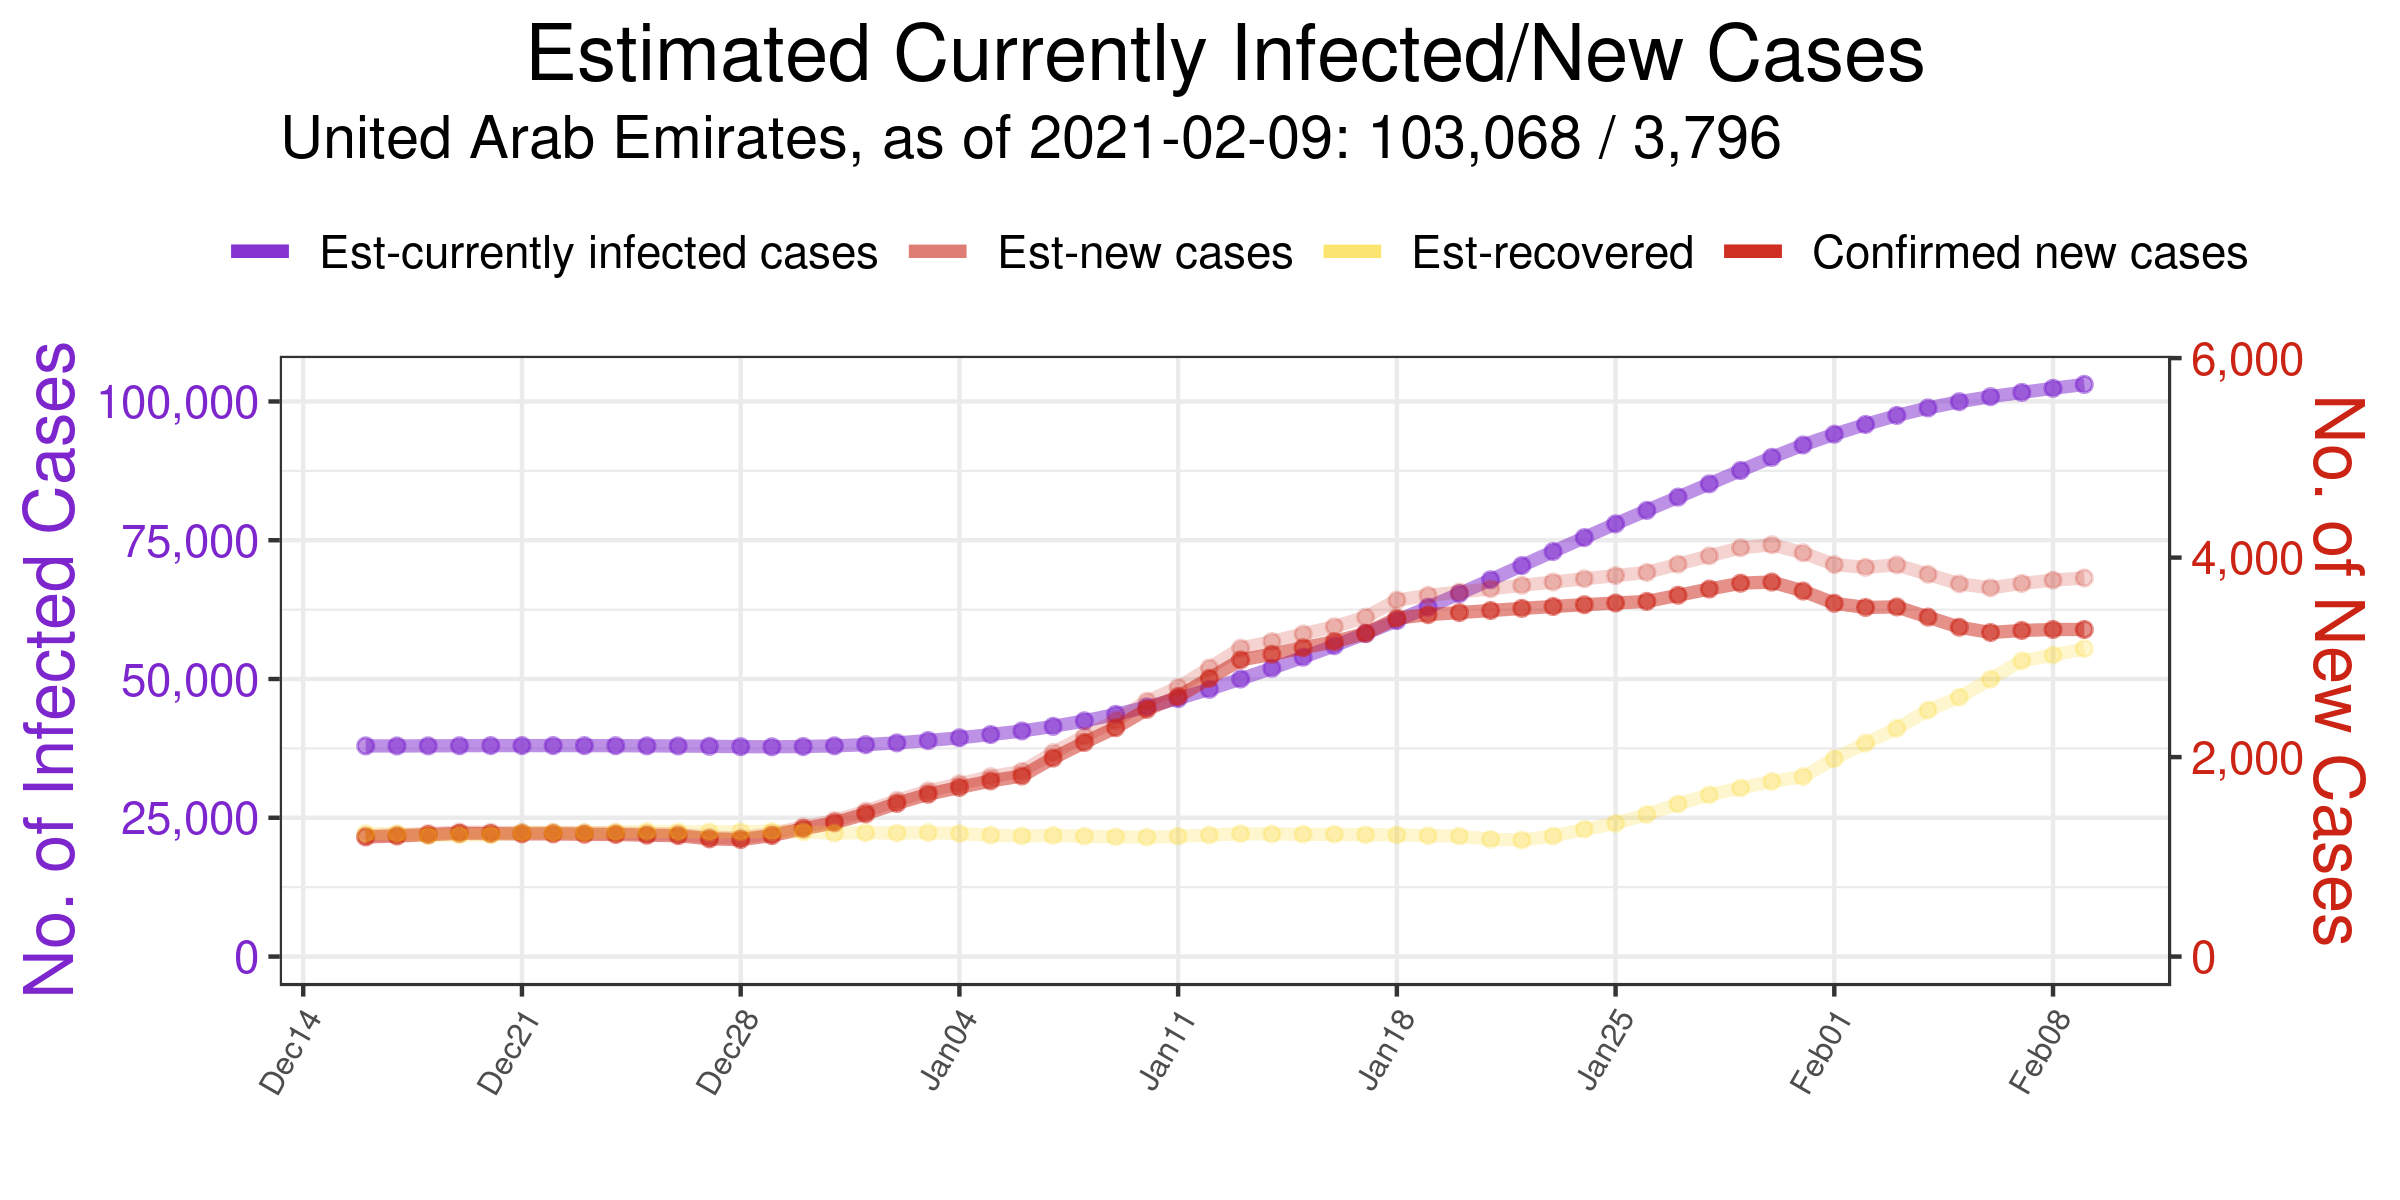 Estimated Currently Infected/New Cases
United Arab Emirates, as of 2021-02-09: 103,068 / 3,796
Est-currently infected cases Est-new cases Est-recovered Confirmed new cases
No. of Infected Cases
100,000
75,000
50,000
25,000
0
6,000
4,000
2,000
0
No. of New Cases
Dec14 Dec21 Dec28 Jan04 Jan11 Jan18 Jan25 Feb01 Feb08